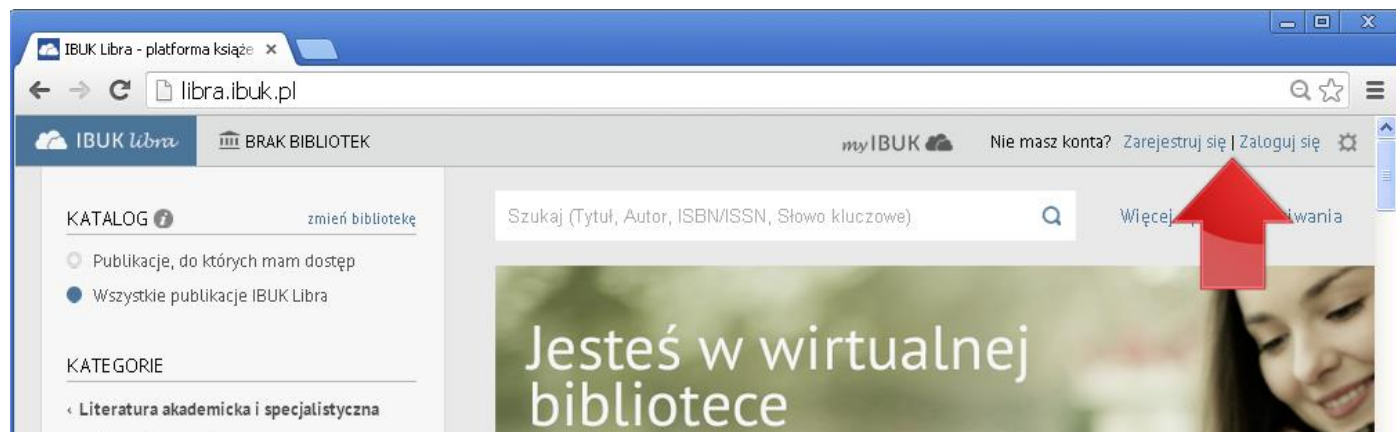 IBUK Libra - platforma książe
libra.ibuk.pl
IBUK libra BRAK BIBLIOTEK myIBUK Nie masz konta? Zarejestruj się | Zaloguj się
KATALOG zmień bibliotekę
Szukaj (Tytuł, Autor, ISBN/ISSN, Słowo kluczowe) Więcej
Publikacje, do których mam dostęp
Wszystkie publikacje IBUK Libra
KATEGORIE
‹ Literatura akademicka i specjalistyczna
Jesteś w wirtualnej
bibliotece